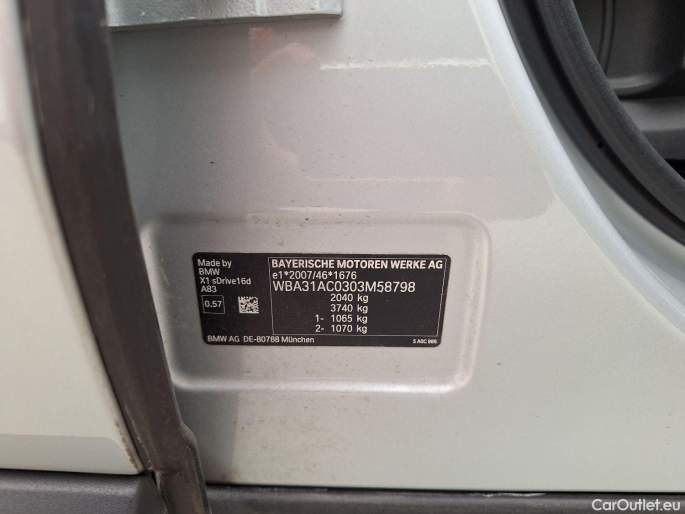 Made by
BMW
X1 sDrive16d
A83
0.57
BAYERISCHE MOTOREN WERKE AG
e1*2007/46*1676
WBA31AC0303M58798
2040 kg
3740 kg
1- 1065 kg
2- 1070 kg
BMW AG DE-80788 München
CarOutlet.eu